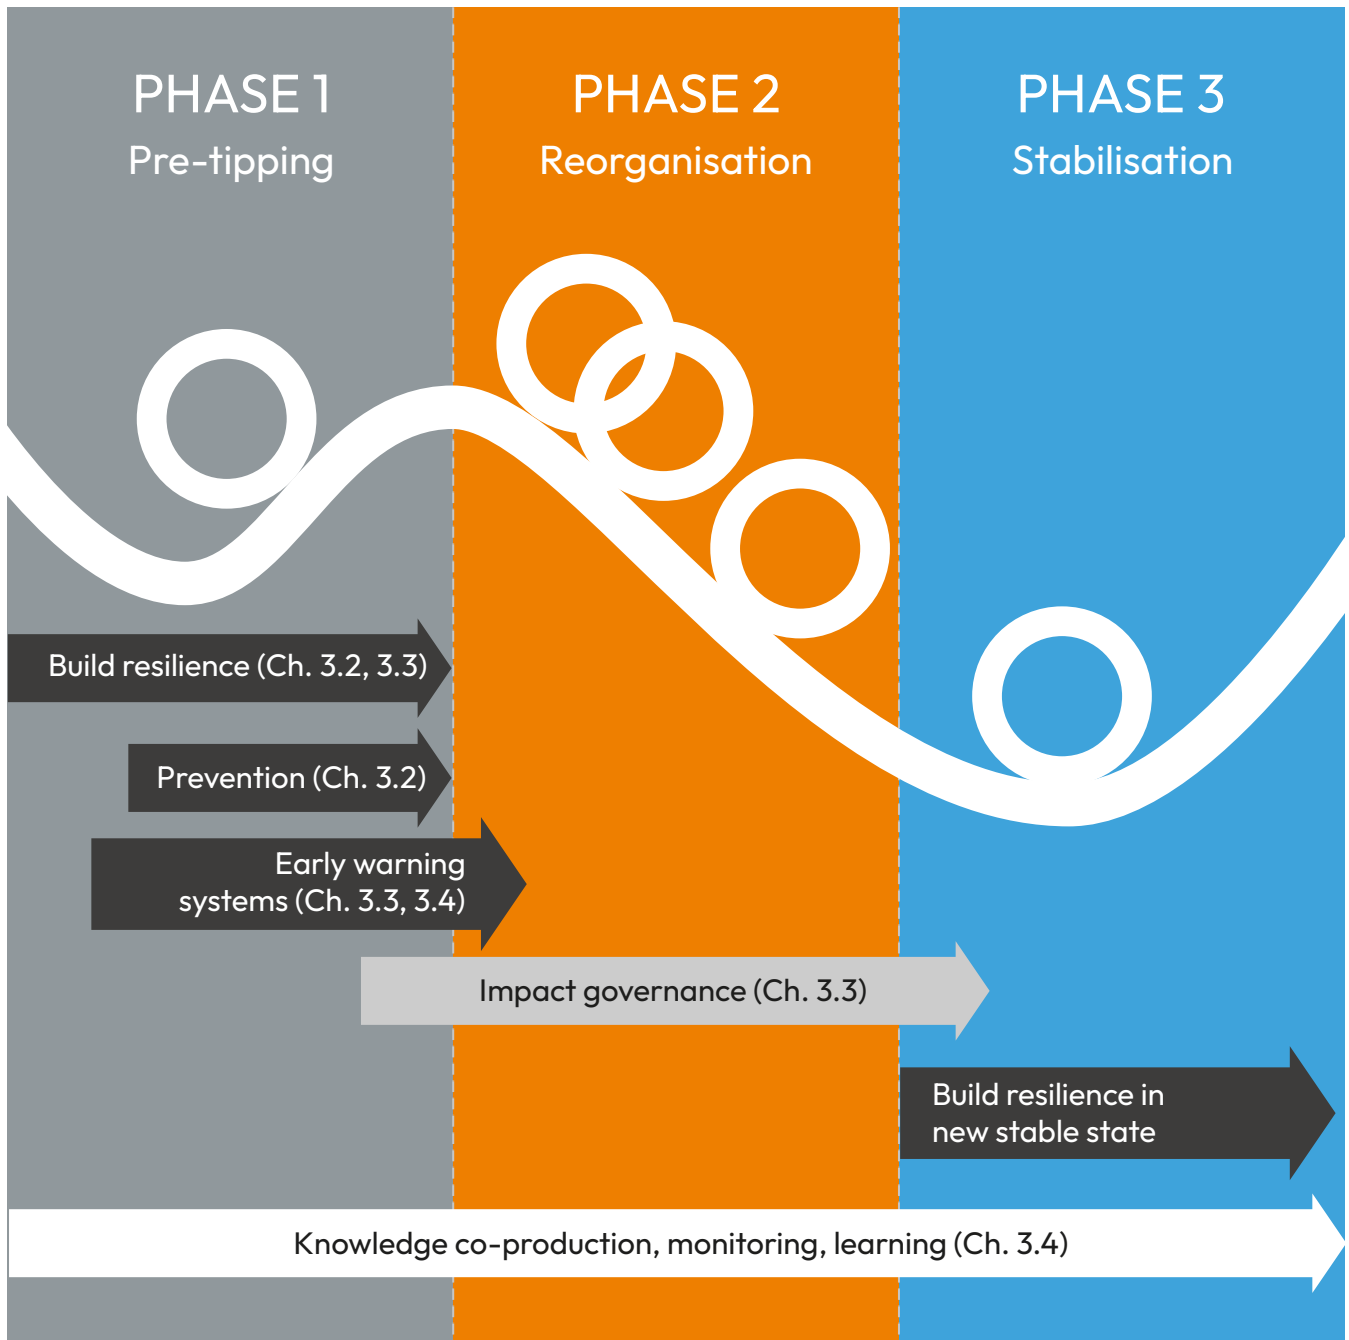 PHASE 1
Pre-tipping
PHASE 2
Reorganisation
PHASE 3
Stabilisation
Build resilience (Ch. 3.2, 3.3)
Prevention (Ch. 3.2)
Early warning
systems (Ch. 3.3, 3.4)
Impact governance (Ch. 3.3)
Build resilience in
new stable state
Knowledge co-production, monitoring, learning (Ch. 3.4)